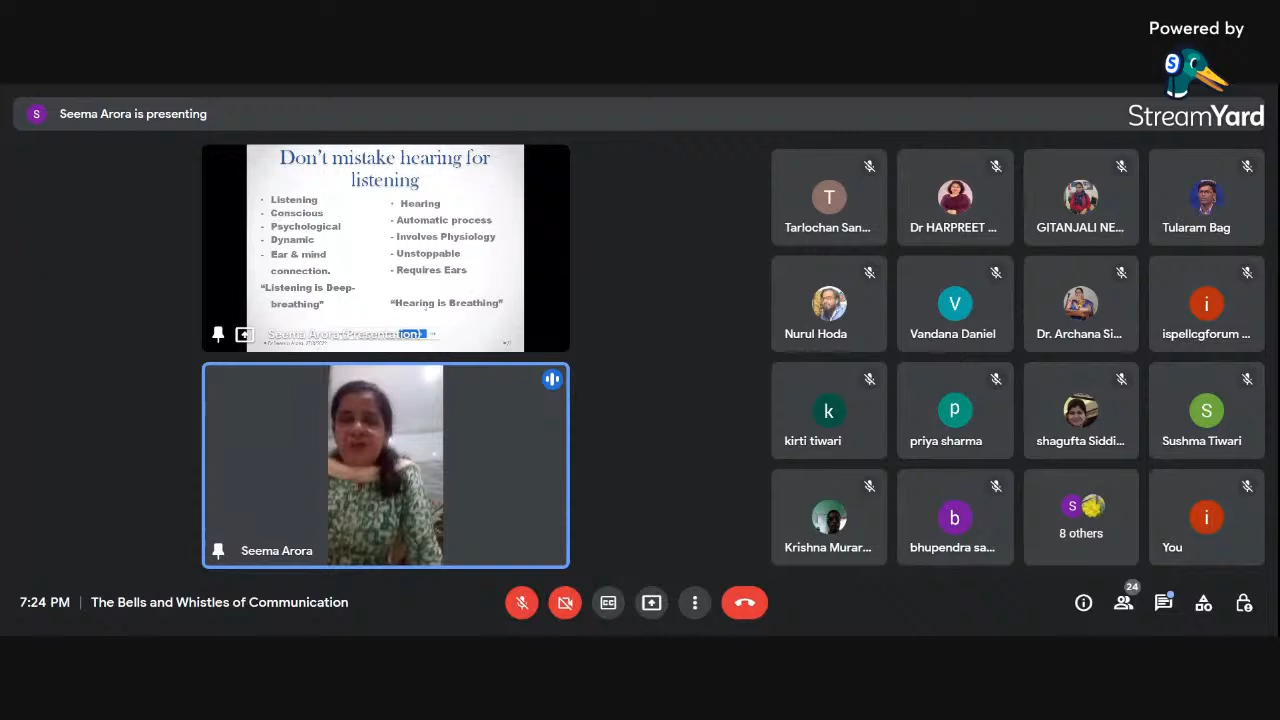 Powered by
S
StreamYard
S
Seema Arora is presenting
Don't mistake hearing for
listening
· Listening
- Conscious
- Psychological
- Dynamic
- Ear & mind
connection.
“Listening is Deep-
breathing”
· Hearing
- Automatic process
- Involves Physiology
- Unstoppable
- Requires Ears
“Hearing is Breathing”
Seema Arora (Presentation)
Seema Arora
T
Tarlochan San...
Dr HARPREET ...
GITANJALI NE...
Tularam Bag
Nurul Hoda
V
Vandana Daniel
Dr. Archana Si...
i
ispellcgforum ...
k
kirti tiwari
p
priya sharma
shagufta Siddi...
S
Sushma Tiwari
Krishna Murar...
b
bhupendra sa...
S
8 others
i
You
7:24 PM | The Bells and Whistles of Communication
24